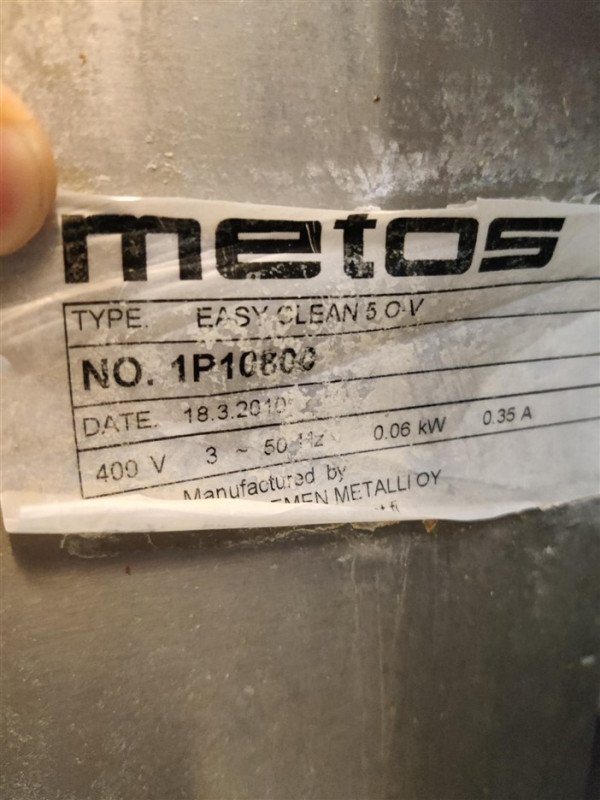 metos
TYPE. EASY CLEAN 5.0-V
NO. 1P10800
DATE. 18.3.2010
400 V 3 ~ 50 Hz 0.06 kW 0.35 A
Manufactured by
METALLI OY